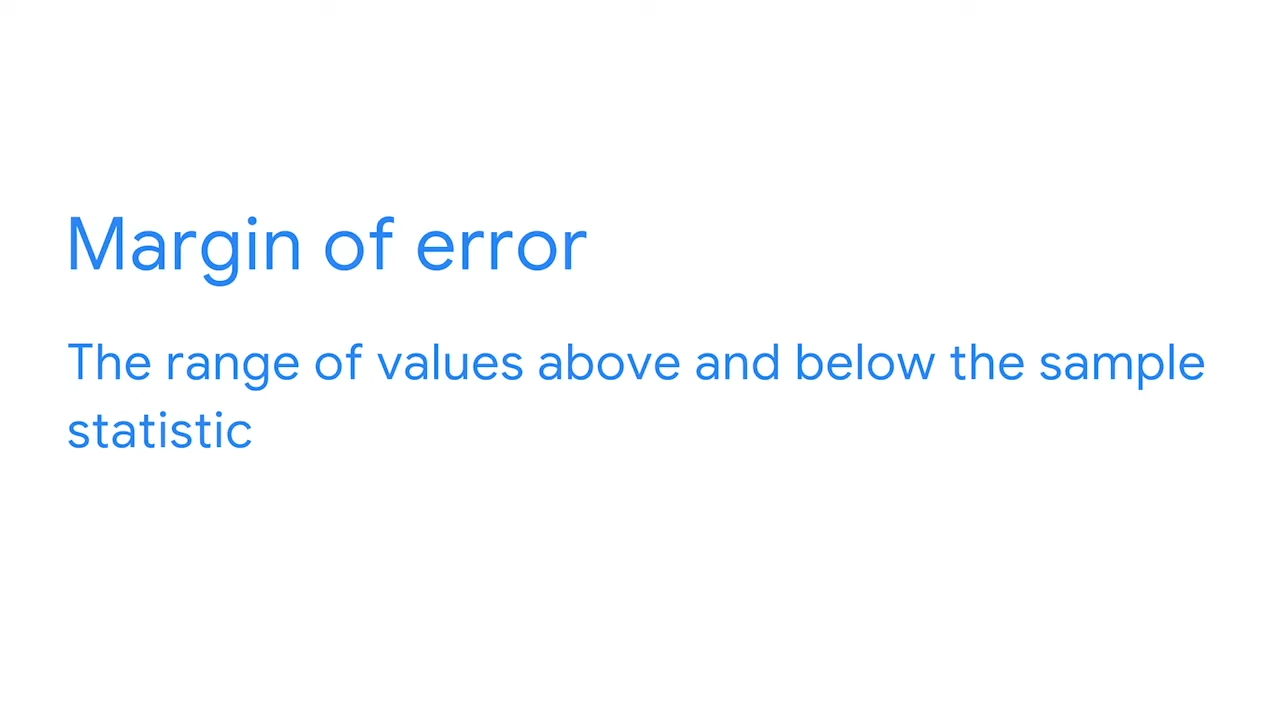 Margin of error
The range of values above and below the sample
statistic